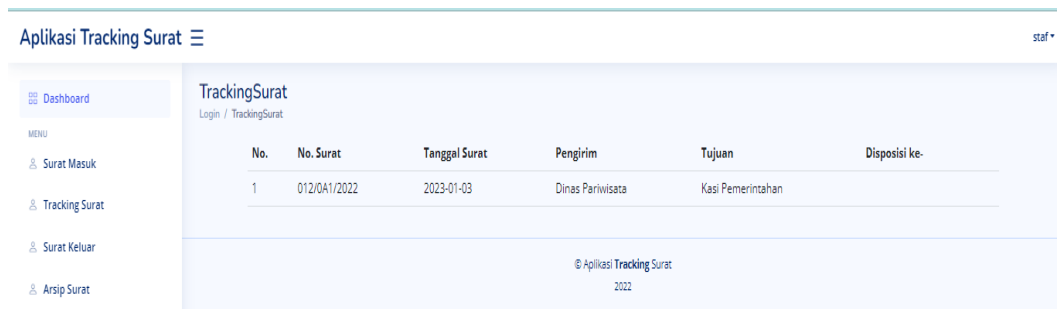 Aplikasi Tracking Surat
staf
Dashboard
MENU
Surat Masuk
Tracking Surat
Surat Keluar
Arsip Surat
TrackingSurat
Login / TrackingSurat
No. No. Surat Tanggal Surat Pengirim Tujuan Disposisi ke-
1 012/0A1/2022 2023-01-03 Dinas Pariwisata Kasi Pemerintahan
© Aplikasi Tracking Surat
2022